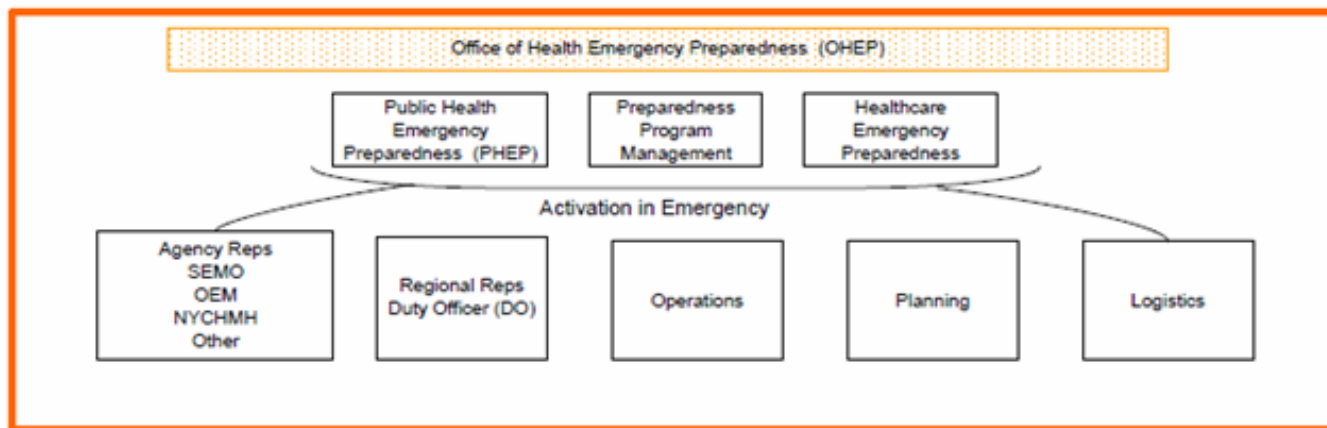 Office of Health Emergency Preparedness (OHEP)
Public Health
Emergency
Preparedness (PHEP)
Preparedness
Program
Management
Healthcare
Emergency
Preparedness
Activation in Emergency
Agency Reps
SEMO
OEM
NYCHMH
Other
Regional Reps
Duty Officer (DO)
Operations
Planning
Logistics